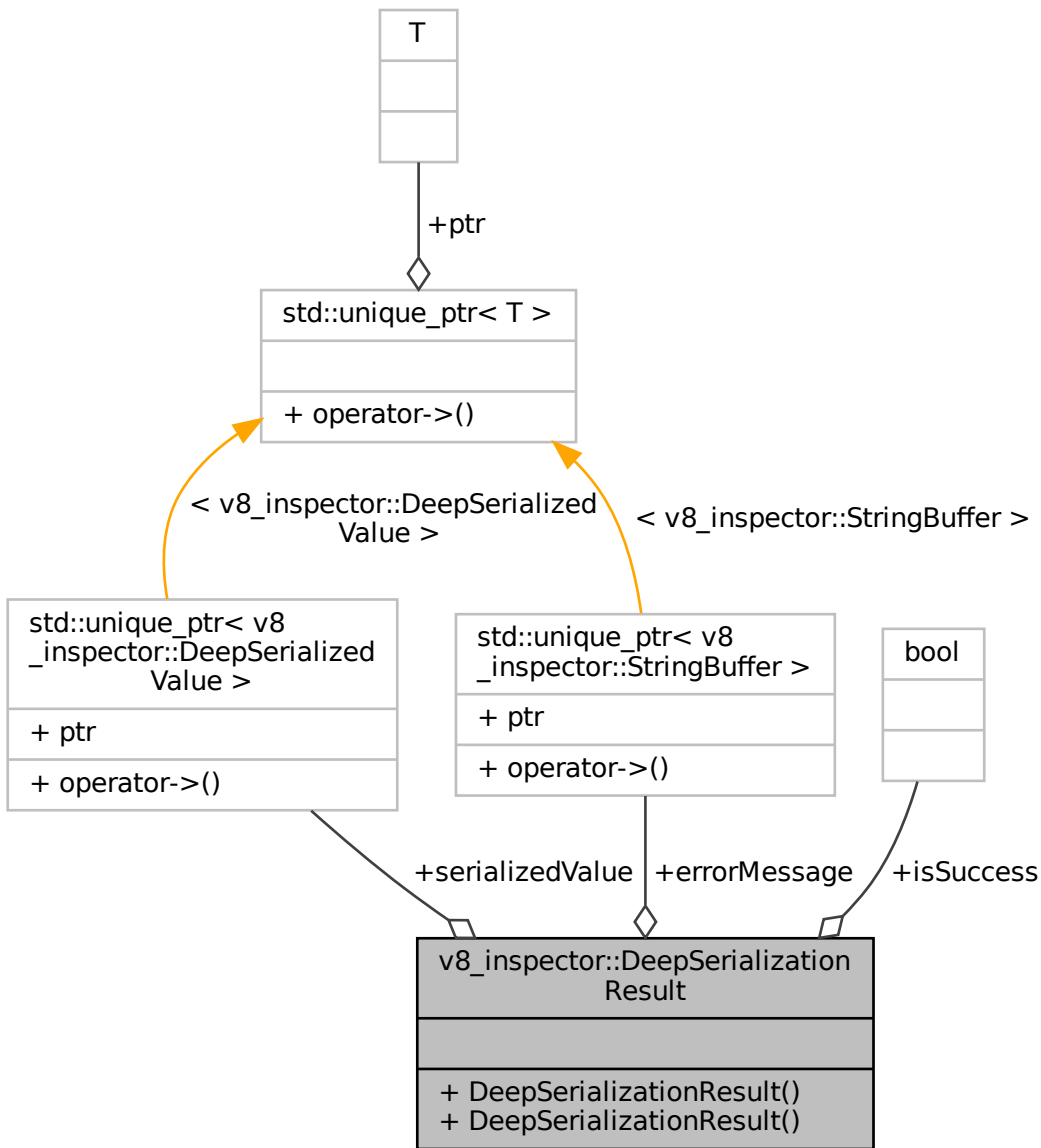 T
+ptr
std::unique_ptr< T >
+ operator->()
< v8_inspector::DeepSerialized
Value >
< v8_inspector::StringBuffer >
std::unique_ptr< v8
_inspector::DeepSerialized
Value >
+ ptr
+ operator->()
std::unique_ptr< v8
_inspector::StringBuffer >
+ ptr
+ operator->()
bool
+serializedValue
+errorMessage
+isSuccess
v8_inspector::DeepSerialization
Result
+ DeepSerializationResult()
+ DeepSerializationResult()